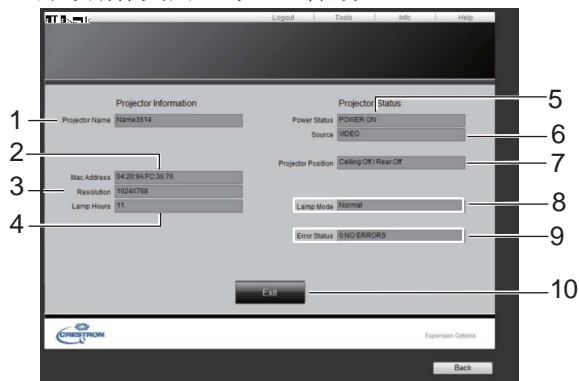 Logout Tools Info Help
Projector Information Projector Status
5
1 Projector Name Name3614 Power Status POWER ON
Source VIDEO 6
2
Projector Position Ceiling:Off / Rear:Off 7
Mac Address 04:20:9A:FC:36:76
3 Resolution 1024X768
Lamp Hours 11 Lamp Mode Normal 8
4
Error Status 0:NO ERRORS 9
Exit 10
CRESTRON Expansion Options
Back